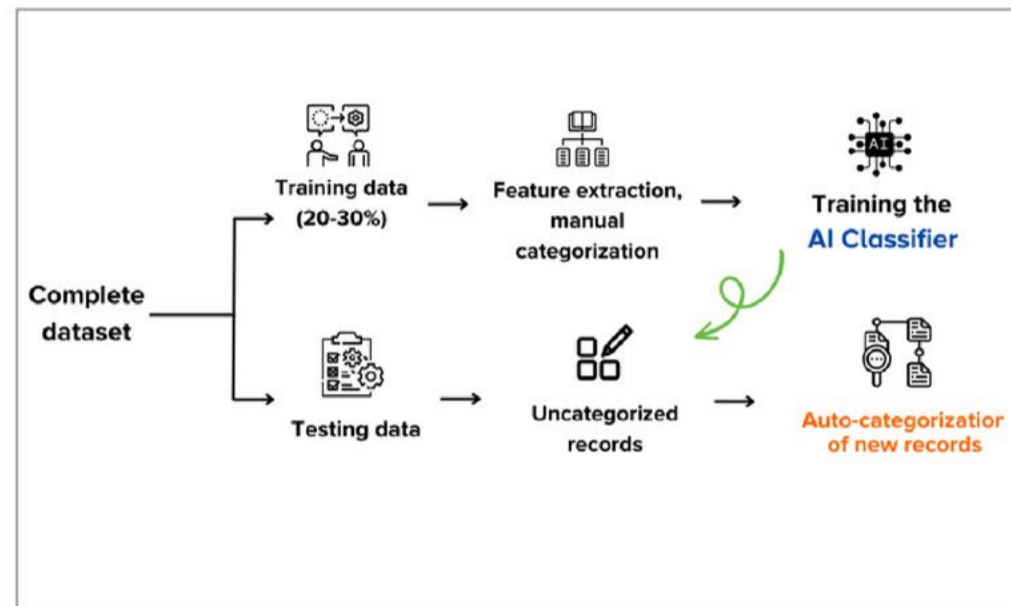 Training data
(20-30%)
Feature extraction,
manual
categorization
AI
Training the
AI Classifier
Complete
dataset
Testing data
Uncategorized
records
Auto-categorization
of new records